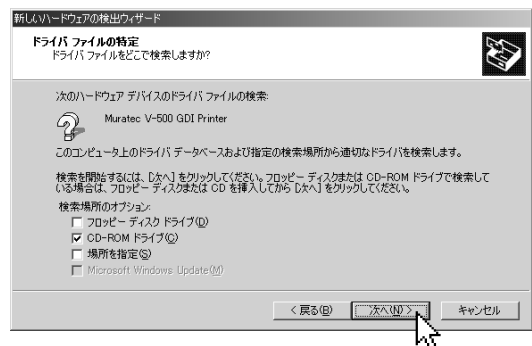 新しいハードウェアの検出ウィザード
ドライバ ファイルの特定
ドライバ ファイルをどこで検索しますか?
次のハードウェア デバイスのドライバ ファイルの検索:
Muratec V-500 GDI Printer
このコンピュータ上のドライバ データベースおよび指定の検索場所から適切なドライバを検索します。
検索を開始するには、[次へ] をクリックしてください。フロッピー ディスクまたは CD-ROM ドライブで検索して
いる場合は、フロッピー ディスクまたは CD を挿入してから [次へ] をクリックしてください。
検索場所のオプション:
フロッピー ディスク ドライブ(D)
CD-ROM ドライブ(C)
場所を指定(S)
Microsoft Windows Update(M)
< 戻る(B)
次へ(N) >
キャンセル